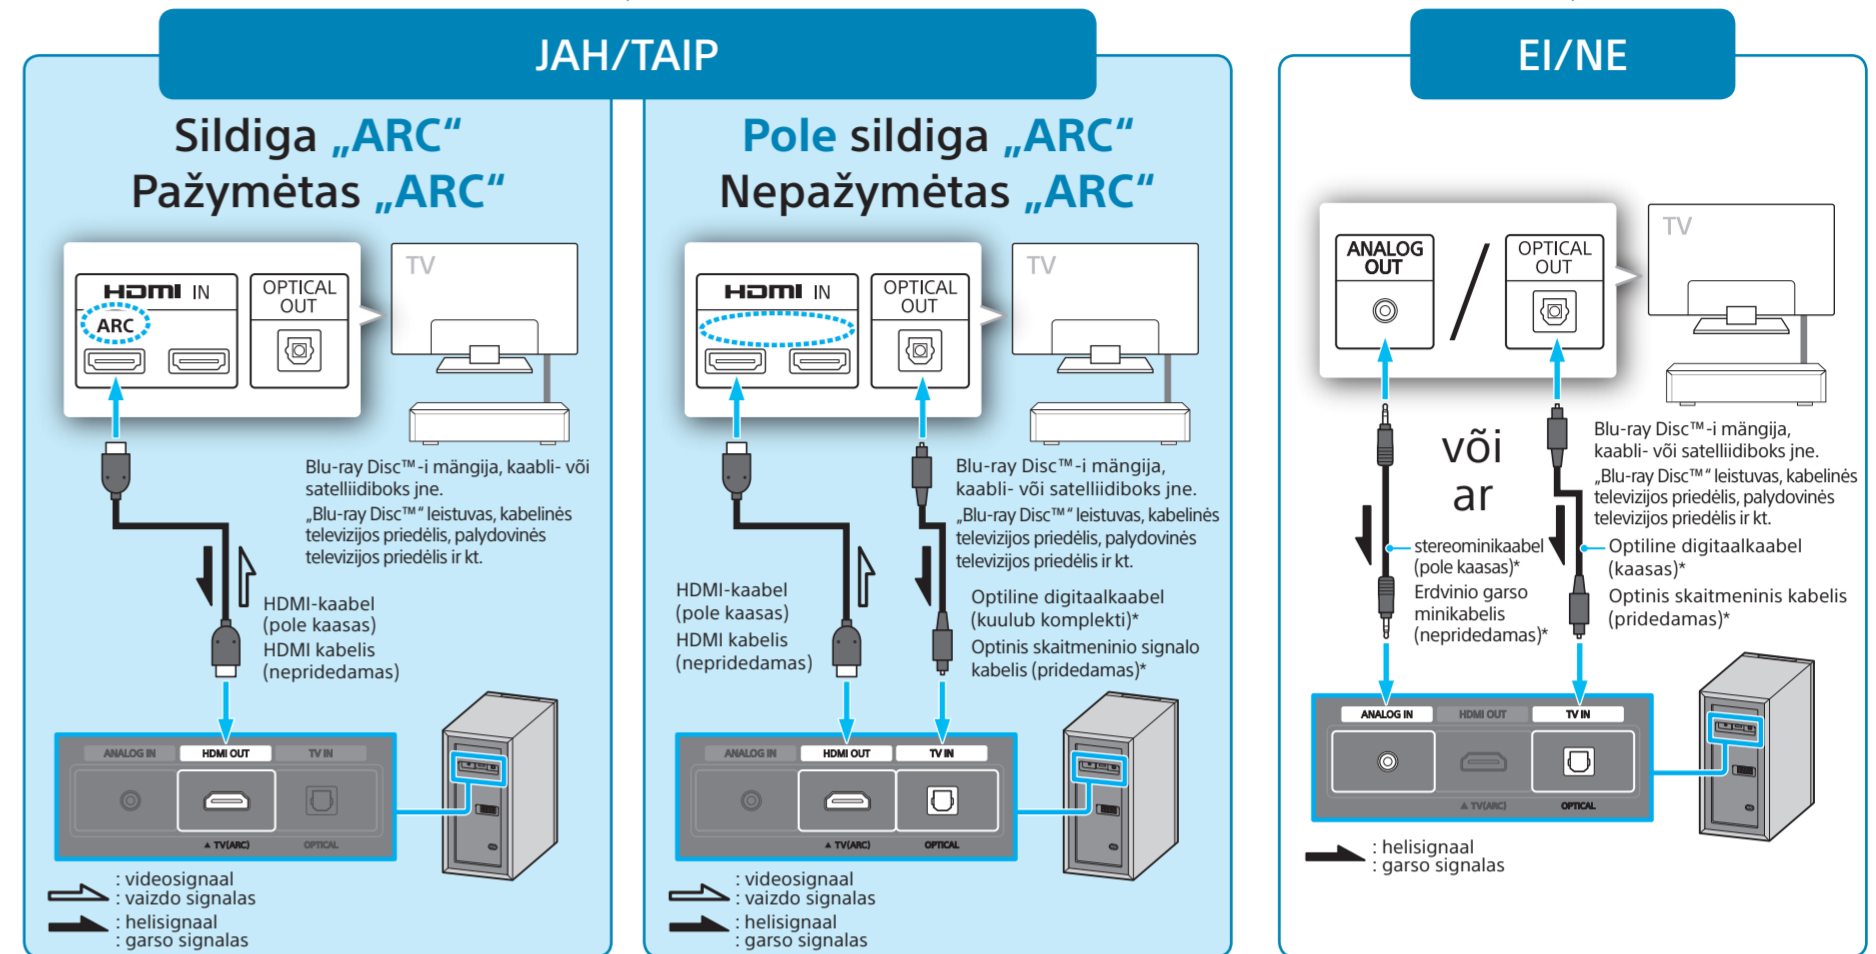 JAH/TAIP
Sildiga „ARC“
Pažymėtas „ARC“
HDMI IN
ARC
OPTICAL
OUT
TV
Blu-ray Disc™-i mängija, kaabli- või
satelliidiboks jne.
„Blu-ray Disc™“ leistuvas, kabelinės
televizijos priedėlis, palydovinės
televizijos priedėlis ir kt.
HDMI-kaabel
(pole kaasas)
HDMI kabelis
(nepridedamas)
ANALOG IN
HDMI OUT
TV IN
▲ TV(ARC)
OPTICAL
: videosignaal
: vaizdo signalas
: helisignaal
: garso signalas
Pole sildiga „ARC“
Nepažymėtas „ARC“
HDMI IN
OPTICAL
OUT
TV
Blu-ray Disc™-i mängija,
kaabli- või satelliidiboks jne.
„Blu-ray Disc™“ leistuvas, kabelinės
televizijos priedėlis, palydovinės
televizijos priedėlis ir kt.
HDMI-kaabel
(pole kaasas)
HDMI kabelis
(nepridedamas)
Optiline digitaalkaabel
(kuulub komplekti)*
Optinis skaitmeninio signalo
kabelis (pridedamas)*
ANALOG IN
HDMI OUT
TV IN
▲ TV(ARC)
OPTICAL
: videosignaal
: vaizdo signalas
: helisignaal
: garso signalas
EI/NE
ANALOG
OUT
/
OPTICAL
OUT
TV
või
ar
Blu-ray Disc™-i mängija,
kaabli- või satelliidiboks jne.
„Blu-ray Disc™“ leistuvas, kabelinės
televizijos priedėlis, palydovinės
televizijos priedėlis ir kt.
stereominikaabel
(pole kaasas)*
Erdvinio garso
minikabelis
(nepridedamas)*
Optiline digitaalkaabel
(kaasas)*
Optinis skaitmeninis kabelis
(pridedamas)*
ANALOG IN
HDMI OUT
TV IN
▲ TV(ARC)
OPTICAL
: helisignaal
: garso signalas